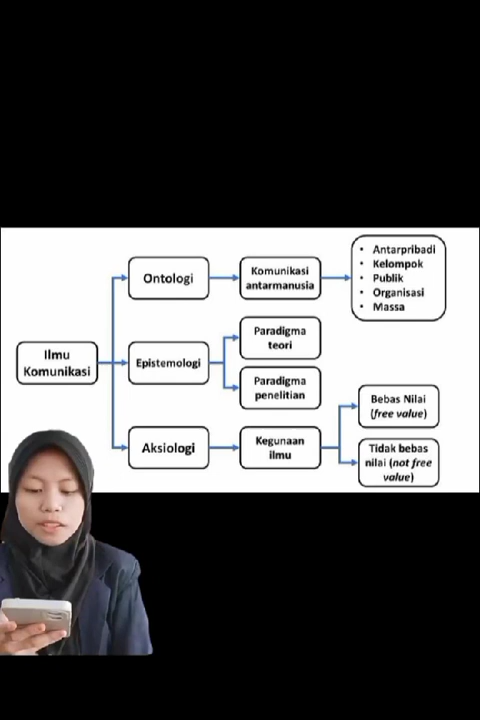 Ilmu
Komunikasi
Ontologi
Komunikasi
antarmanusia
• Antarpribadi
• Kelompok
• Publik
• Organisasi
• Massa
Epistemologi
Paradigma
teori
Paradigma
penelitian
Aksiologi
Kegunaan
ilmu
Bebas Nilai
(free value)
Tidak bebas
nilai (not free
value)